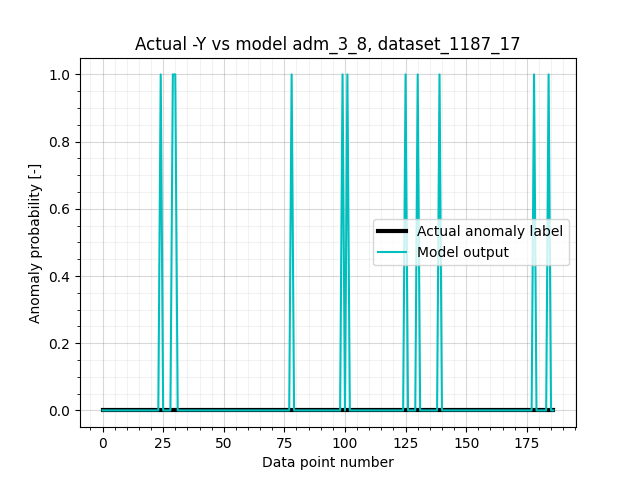 Actual -Y vs model adm_3_8, dataset_1187_17
Anomaly probability [-]
1.0
0.8
0.6
0.4
0.2
0.0
Actual anomaly label
Model output
0 25 50 75 100 125 150 175
Data point number